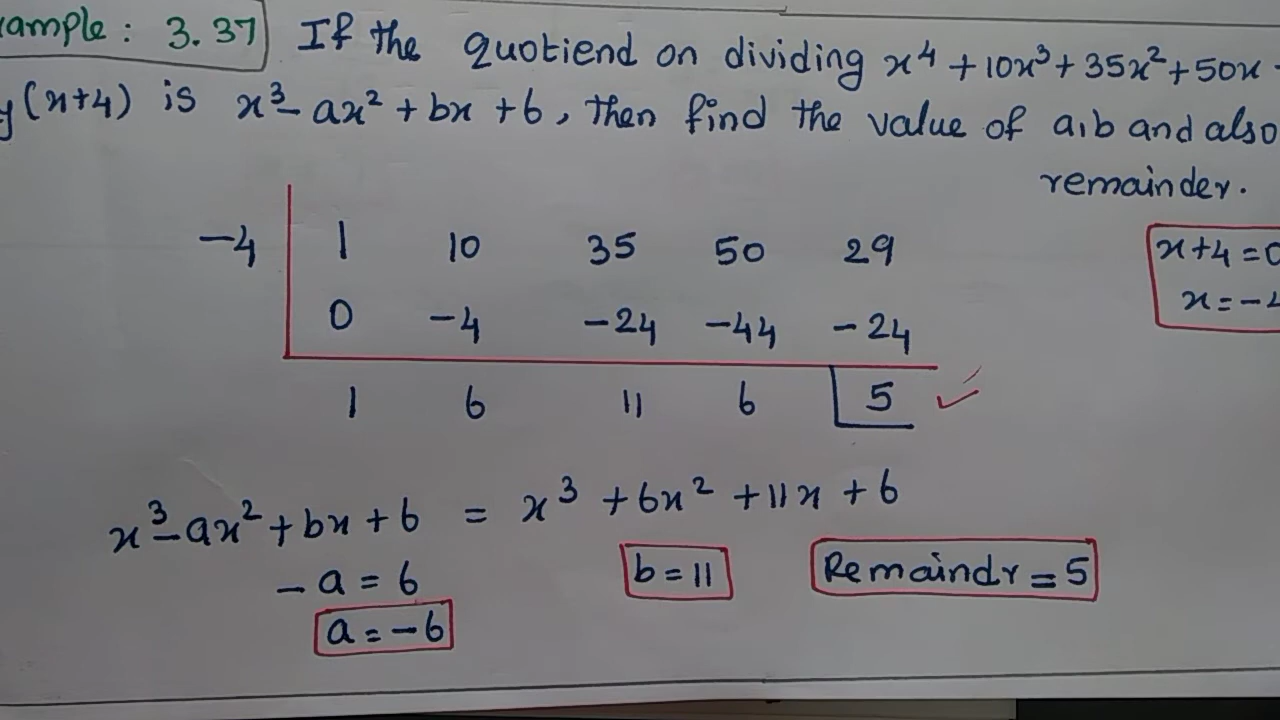 ample: 3.37 If the quotiend on dividing x⁴ + 10x³ + 35x² + 50x
y (x+4) is x³ - ax² + bx + 6, then find the value of a,b and also
remainder.
-4 | 1 10 35 50 29
0 -4 -24 -44 -24
1 6 11 6 5 ✓
x+4=0
x=-4
x³ - ax² + bx + 6 = x³ + 6x² + 11x + 6
- a = 6 b = 11 Remaindr = 5
a = -6